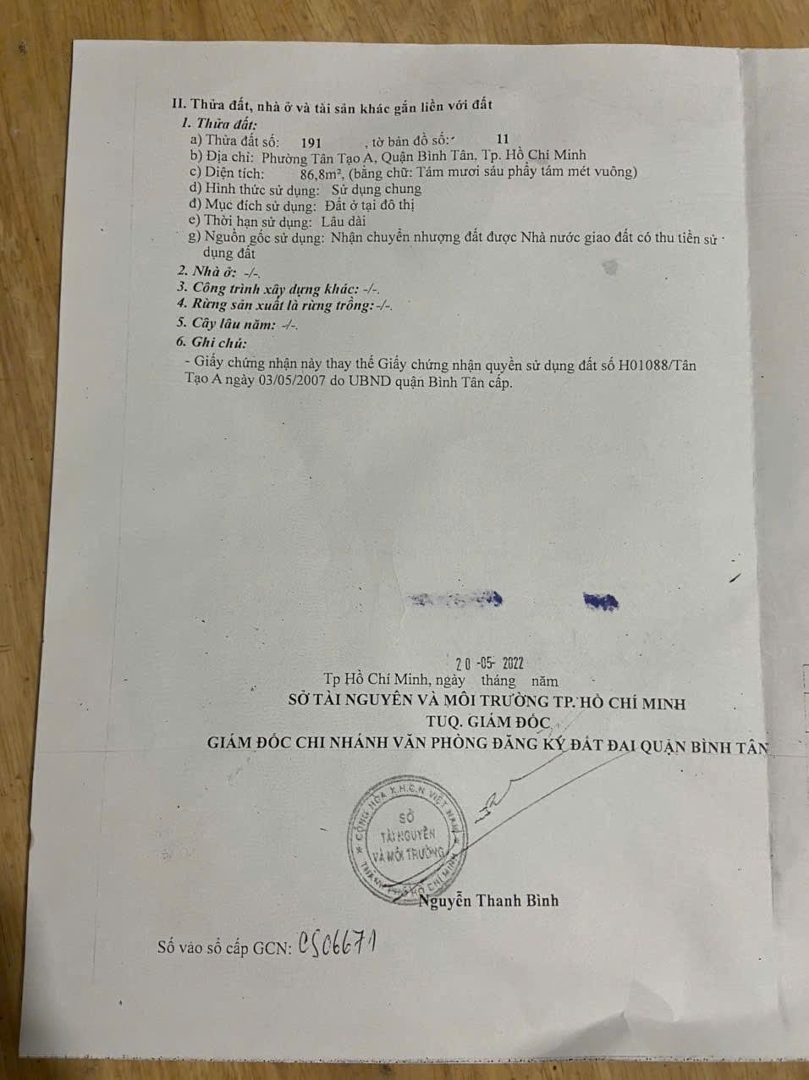 II. Thửa đất, nhà ở và tài sản khác gắn liền với đất
1. Thửa đất:
a) Thửa đất số: 191 , tờ bản đồ số: 11
b) Địa chỉ: Phường Tân Tạo A, Quận Bình Tân, Tp. Hồ Chí Minh
c) Diện tích: 86,8m², (bằng chữ: Tám mươi sáu phẩy tám mét vuông)
d) Hình thức sử dụng: Sử dụng chung
đ) Mục đích sử dụng: Đất ở tại đô thị
e) Thời hạn sử dụng: Lâu dài
g) Nguồn gốc sử dụng: Nhận chuyển nhượng đất được Nhà nước giao đất có thu tiền sử
dụng đất
2. Nhà ở: -/-.
3. Công trình xây dựng khác: -/-.
4. Rừng sản xuất là rừng trồng: -/-.
5. Cây lâu năm: -/-.
6. Ghi chú:
- Giấy chứng nhận này thay thế Giấy chứng nhận quyền sử dụng đất số H01088/Tân
Tạo A ngày 03/05/2007 do UBND quận Bình Tân cấp.
20 -05- 2022
Tp Hồ Chí Minh, ngày tháng năm
SỞ TÀI NGUYÊN VÀ MÔI TRƯỜNG TP. HỒ CHÍ MINH
TUQ. GIÁM ĐỐC
GIÁM ĐỐC CHI NHÁNH VĂN PHÒNG ĐĂNG KÝ ĐẤT ĐAI QUẬN BÌNH TÂN
CỘNG HÒA X.H.C.N VIỆT NAM
SỞ
TÀI NGUYÊN
VÀ MÔI TRƯỜNG
THÀNH PHỐ HỒ CHÍ MINH
Nguyễn Thanh Bình
Số vào sổ cấp GCN: CS06671